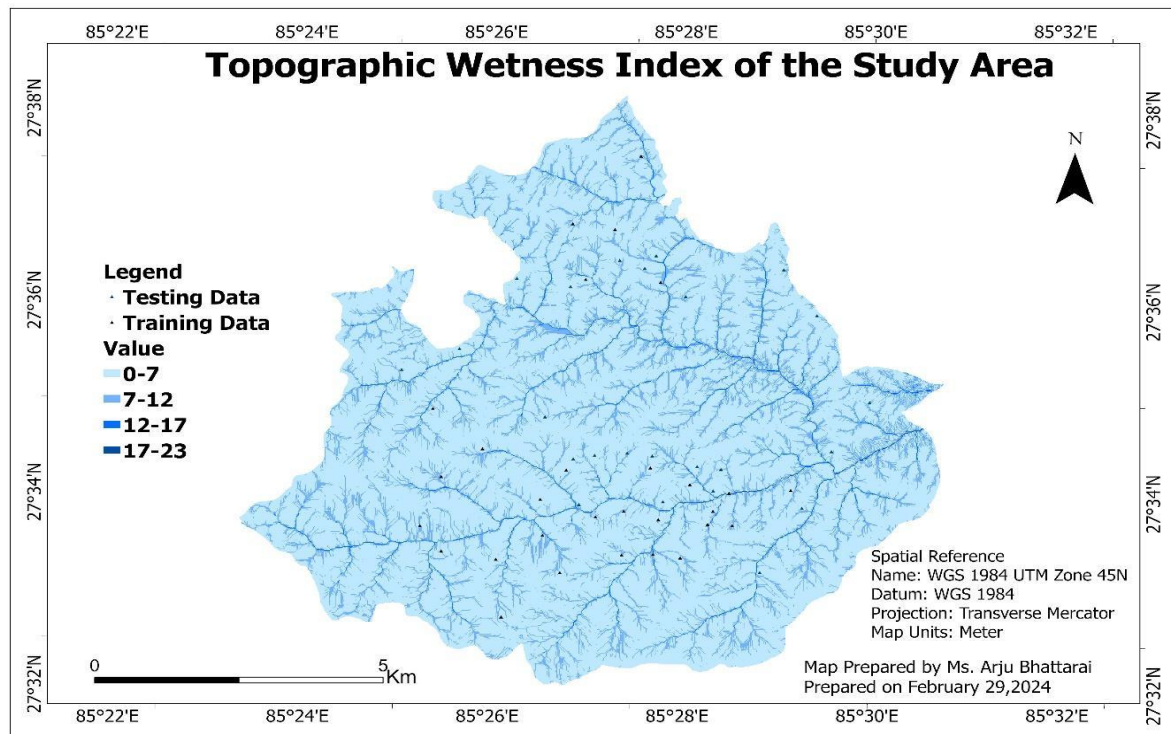 85°22'E 85°24'E 85°26'E 85°28'E 85°30'E 85°32'E
Topographic Wetness Index of the Study Area
27°38'N 27°38'N
N
27°36'N 27°36'N
Legend
Testing Data
Training Data
Value
0-7
7-12
12-17
17-23
27°34'N 27°34'N
Spatial Reference
Name: WGS 1984 UTM Zone 45N
Datum: WGS 1984
Projection: Transverse Mercator
Map Units: Meter
0 5 Km
Map Prepared by Ms. Arju Bhattarai
Prepared on February 29,2024
27°32'N 27°32'N
85°22'E 85°24'E 85°26'E 85°28'E 85°30'E 85°32'E